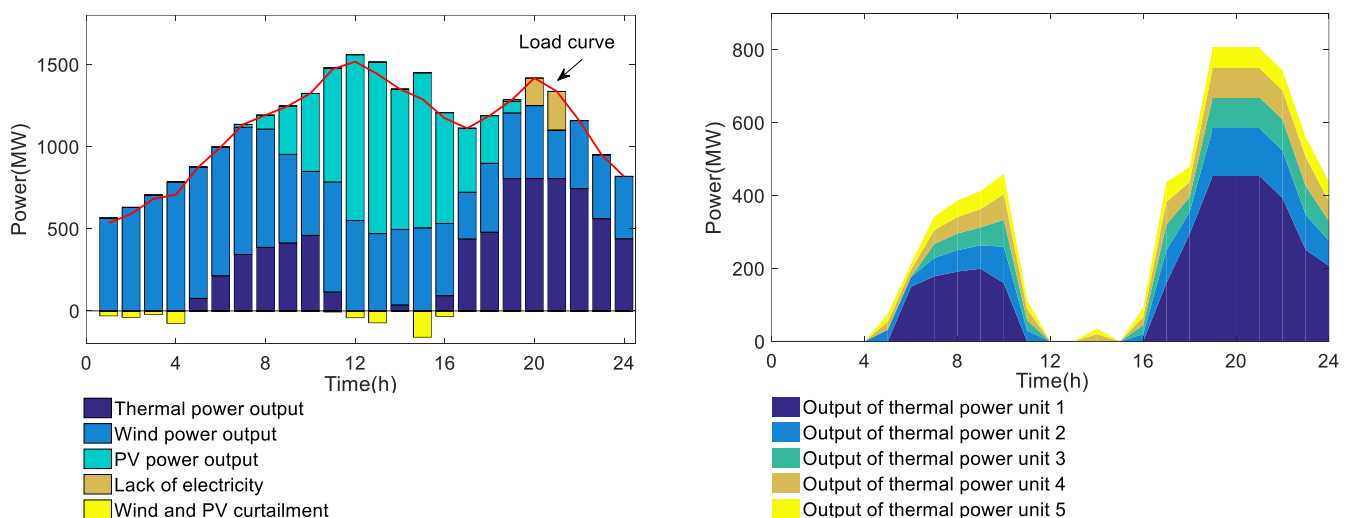 Load curve
Power(MW)
1500
1000
500
0
0 4 8 12 16 20 24
Time(h)
Thermal power output
Wind power output
PV power output
Lack of electricity
Wind and PV curtailment
Power(MW)
800
600
400
200
0
0 4 8 12 16 20 24
Time(h)
Output of thermal power unit 1
Output of thermal power unit 2
Output of thermal power unit 3
Output of thermal power unit 4
Output of thermal power unit 5